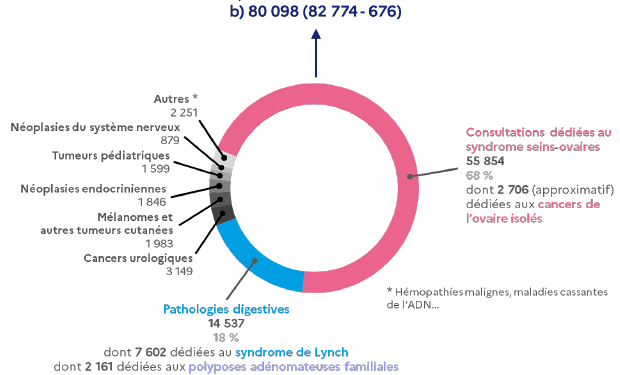 b) 80 098 (82 774 - 676)
Autres *
2 251
Néoplasies du système nerveux
879
Tumeurs pédiatriques
1 599
Néoplasies endocriniennes
1 846
Mélanomes et
autres tumeurs cutanées
1 983
Cancers urologiques
3 149
Consultations dédiées au
syndrome seins-ovaires
55 854
68 %
dont 2 706 (approximatif)
dédiées aux cancers de
l'ovaire isolés
* Hémopathies malignes, maladies cassantes
de l'ADN...
Pathologies digestives
14 537
18 %
dont 7 602 dédiées au syndrome de Lynch
dont 2 161 dédiées aux polyposes adénomateuses familiales